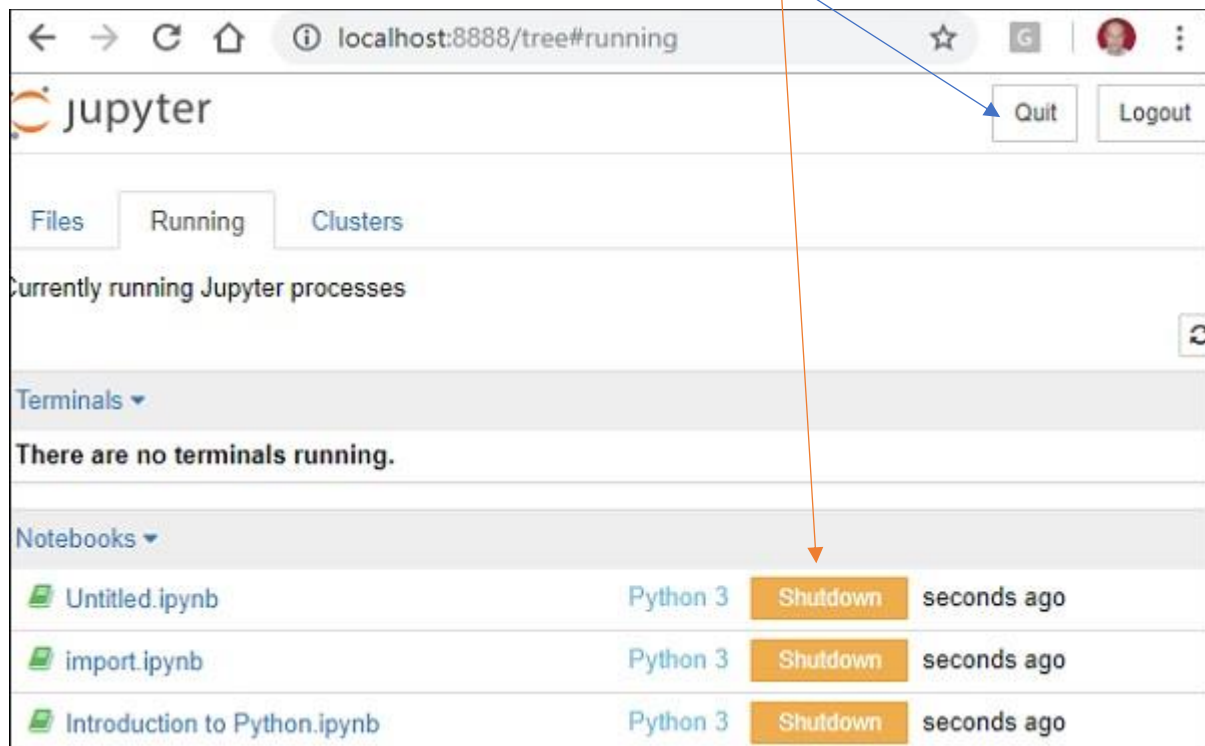 localhost:8888/tree#running G
jupyter Quit Logout
Files Running Clusters
Currently running Jupyter processes
Terminals
There are no terminals running.
Notebooks
Untitled.ipynb Python 3 Shutdown seconds ago
import.ipynb Python 3 Shutdown seconds ago
Introduction to Python.ipynb Python 3 Shutdown seconds ago